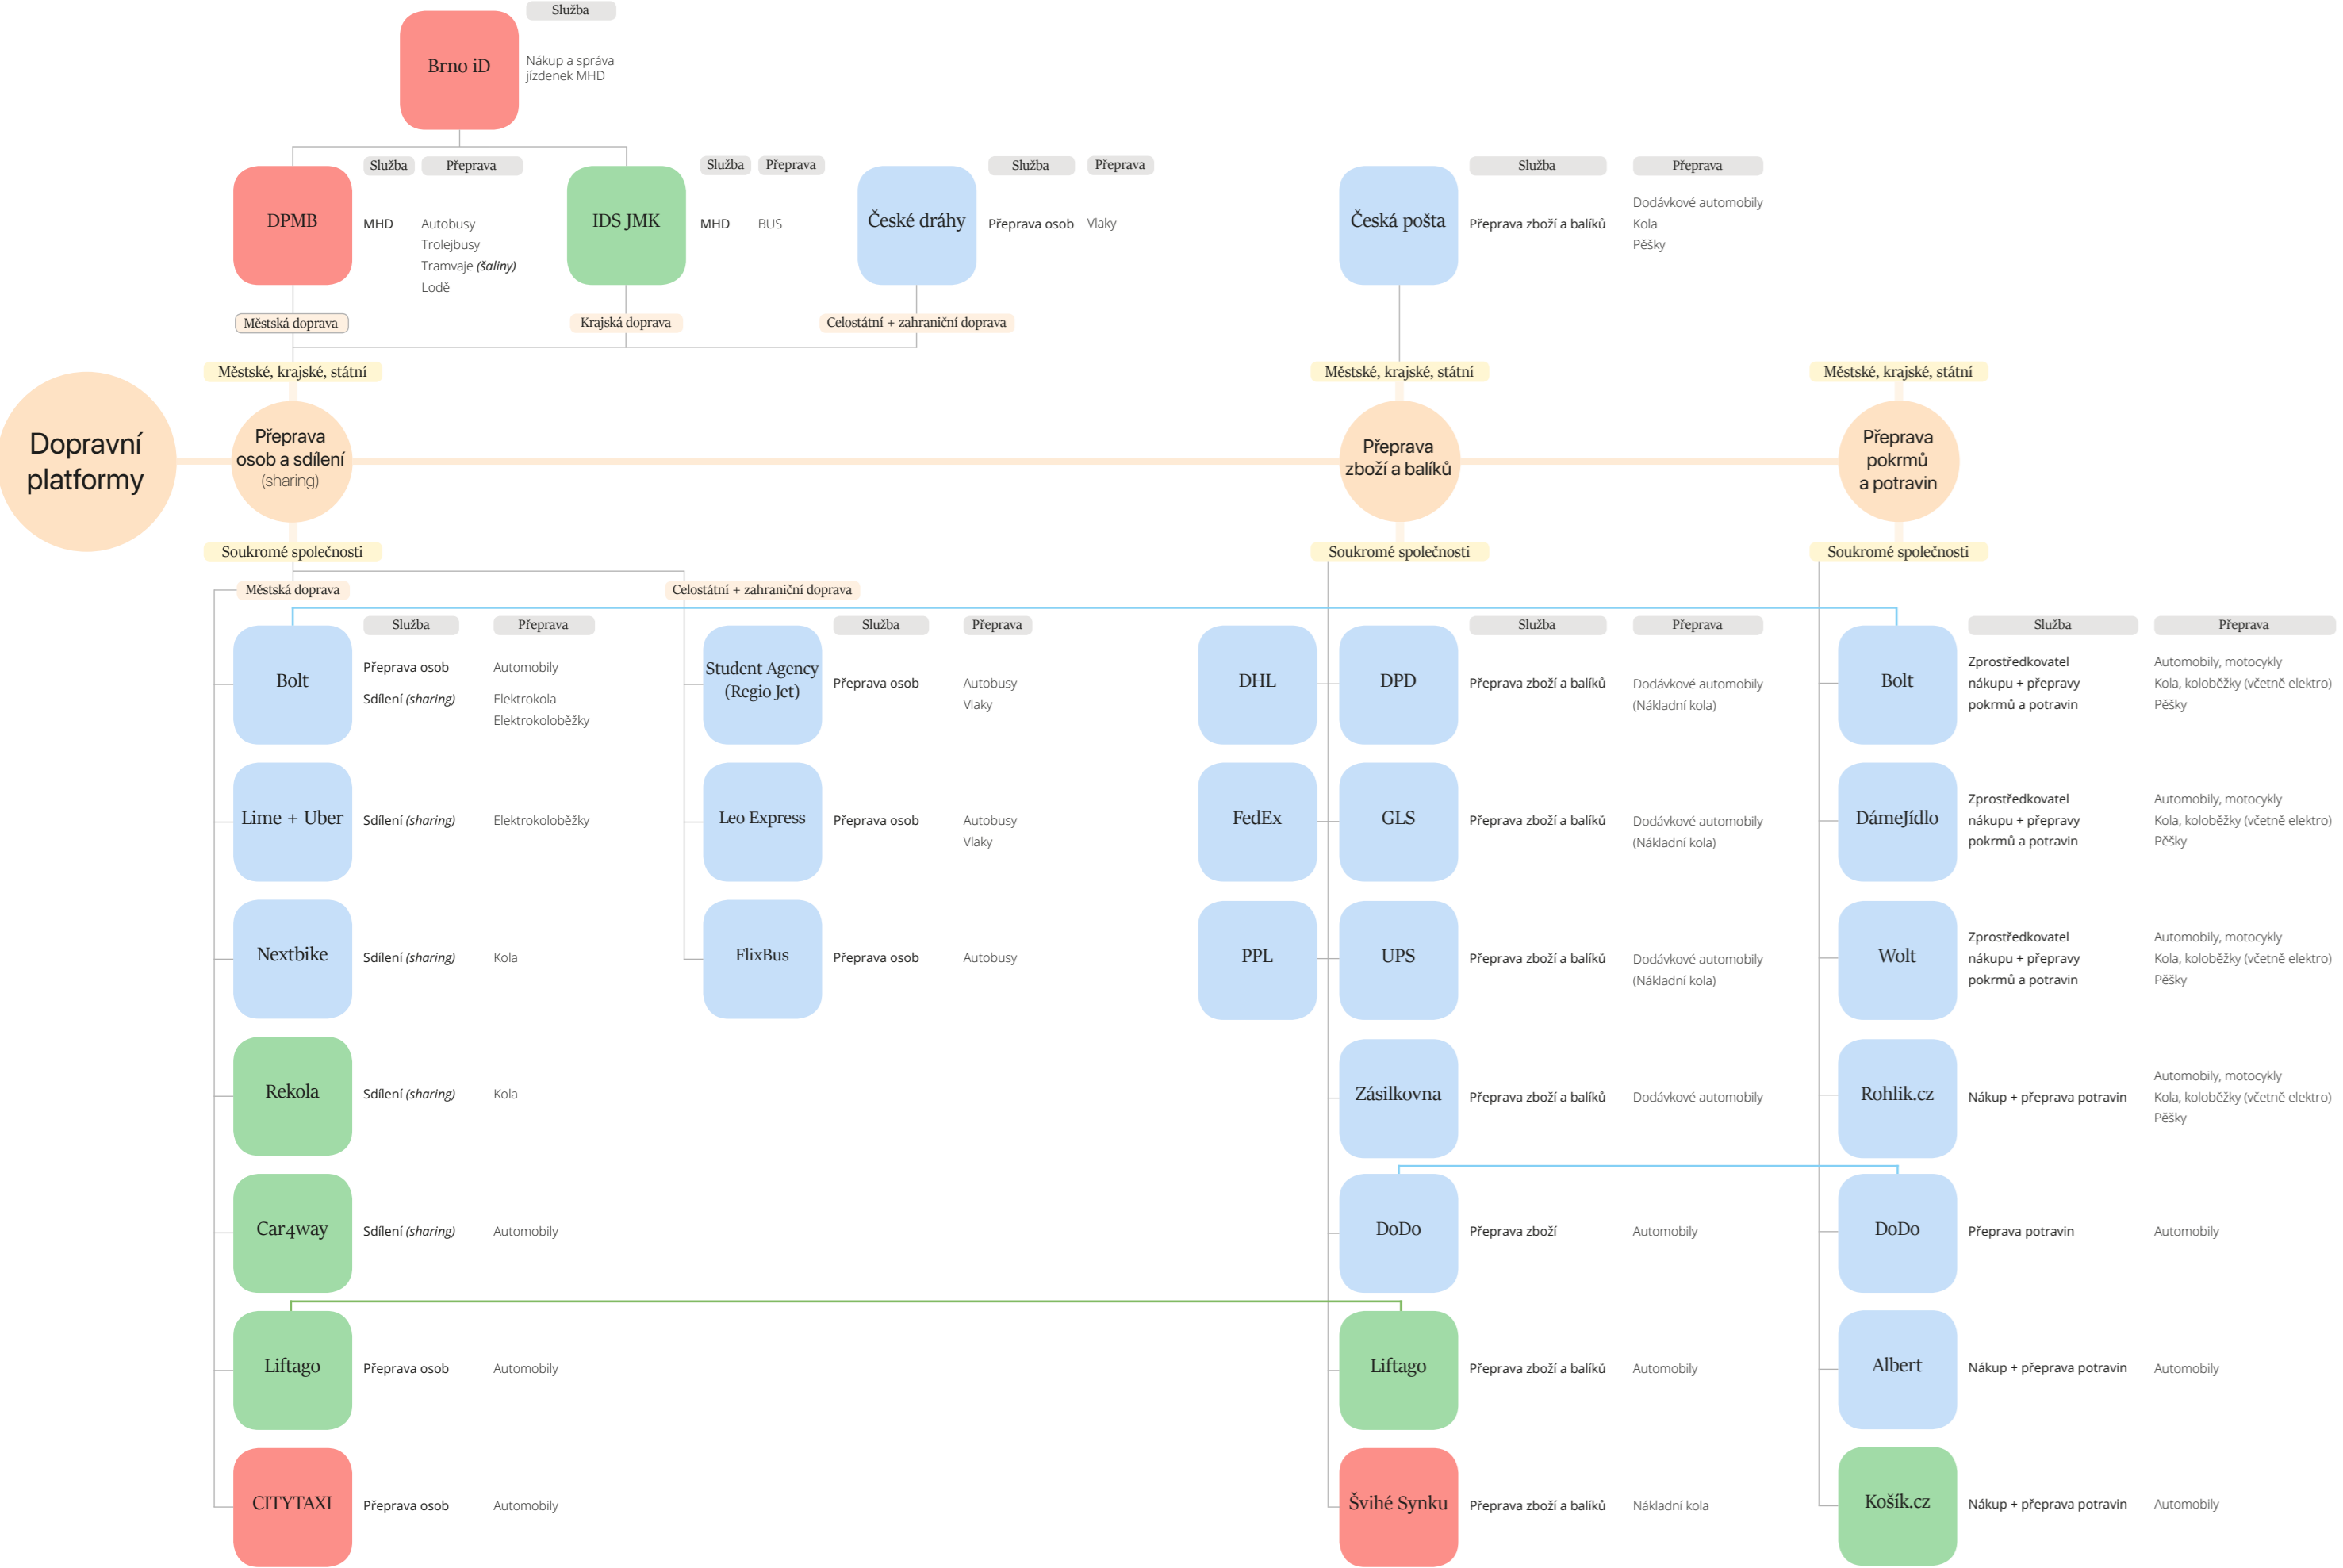 Služba
Brno iD
Nákup a správa
jízdenek MHD
Služba
Přeprava
Služba
Přeprava
Služba
Přeprava
Služba
Přeprava
DPMB
MHD
Autobusy
Trolejbusy
Tramvaje (šaliny)
Lodě
IDS JMK
MHD
BUS
České dráhy
Přeprava osob
Vlaky
Česká pošta
Přeprava zboží a balíků
Dodávkové automobily
Kola
Pěšky
Městská doprava
Krajská doprava
Celostátní + zahraniční doprava
Městské, krajské, státní
Městské, krajské, státní
Městské, krajské, státní
Dopravní
platformy
Přeprava
osob a sdílení
(sharing)
Přeprava
zboží a balíků
Přeprava
pokrmů
a potravin
Soukromé společnosti
Soukromé společnosti
Soukromé společnosti
Městská doprava
Celostátní + zahraniční doprava
Služba
Přeprava
Služba
Přeprava
Služba
Přeprava
Služba
Přeprava
Bolt
Přeprava osob
Automobily
Sdílení (sharing)
Elektrokola
Elektrokoloběžky
Student Agency
(Regio Jet)
Přeprava osob
Autobusy
Vlaky
DHL
DPD
Přeprava zboží a balíků
Dodávkové automobily
(Nákladní kola)
Bolt
Zprostředkovatel
nákupu + přepravy
pokrmů a potravin
Automobily, motocykly
Kola, koloběžky (včetně elektro)
Pěšky
Lime + Uber
Sdílení (sharing)
Elektrokoloběžky
Leo Express
Přeprava osob
Autobusy
Vlaky
FedEx
GLS
Přeprava zboží a balíků
Dodávkové automobily
(Nákladní kola)
DámeJídlo
Zprostředkovatel
nákupu + přepravy
pokrmů a potravin
Automobily, motocykly
Kola, koloběžky (včetně elektro)
Pěšky
Nextbike
Sdílení (sharing)
Kola
FlixBus
Přeprava osob
Autobusy
PPL
UPS
Přeprava zboží a balíků
Dodávkové automobily
(Nákladní kola)
Wolt
Zprostředkovatel
nákupu + přepravy
pokrmů a potravin
Automobily, motocykly
Kola, koloběžky (včetně elektro)
Pěšky
Rekola
Sdílení (sharing)
Kola
Zásilkovna
Přeprava zboží a balíků
Dodávkové automobily
Rohlik.cz
Nákup + přeprava potravin
Automobily, motocykly
Kola, koloběžky (včetně elektro)
Pěšky
Car4way
Sdílení (sharing)
Automobily
DoDo
Přeprava zboží
Automobily
DoDo
Přeprava potravin
Automobily
Liftago
Přeprava osob
Automobily
Liftago
Přeprava zboží a balíků
Automobily
Albert
Nákup + přeprava potravin
Automobily
CITYTAXI
Přeprava osob
Automobily
Švihé Synku
Přeprava zboží a balíků
Nákladní kola
Košík.cz
Nákup + přeprava potravin
Automobily